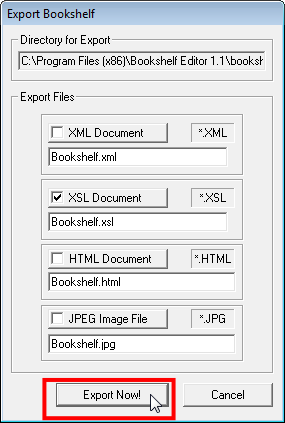 Export Bookshelf
Directory for Export
C:\Program Files (x86)\Bookshelf Editor 1.1\booksh
Export Files
XML Document *.XML
Bookshelf.xml
XSL Document *.XSL
Bookshelf.xsl
HTML Document *.HTML
Bookshelf.html
JPEG Image File *.JPG
Bookshelf.jpg
Export Now! Cancel